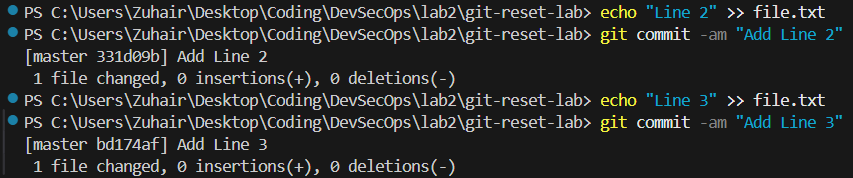 PS C:\Users\Zuhair\Desktop\Coding\DevSecOps\lab2\git-reset-lab> echo "Line 2" >> file.txt
PS C:\Users\Zuhair\Desktop\Coding\DevSecOps\lab2\git-reset-lab> git commit -am "Add Line 2"
[master 331d09b] Add Line 2
 1 file changed, 0 insertions(+), 0 deletions(-)
PS C:\Users\Zuhair\Desktop\Coding\DevSecOps\lab2\git-reset-lab> echo "Line 3" >> file.txt
PS C:\Users\Zuhair\Desktop\Coding\DevSecOps\lab2\git-reset-lab> git commit -am "Add Line 3"
[master bd174af] Add Line 3
 1 file changed, 0 insertions(+), 0 deletions(-)